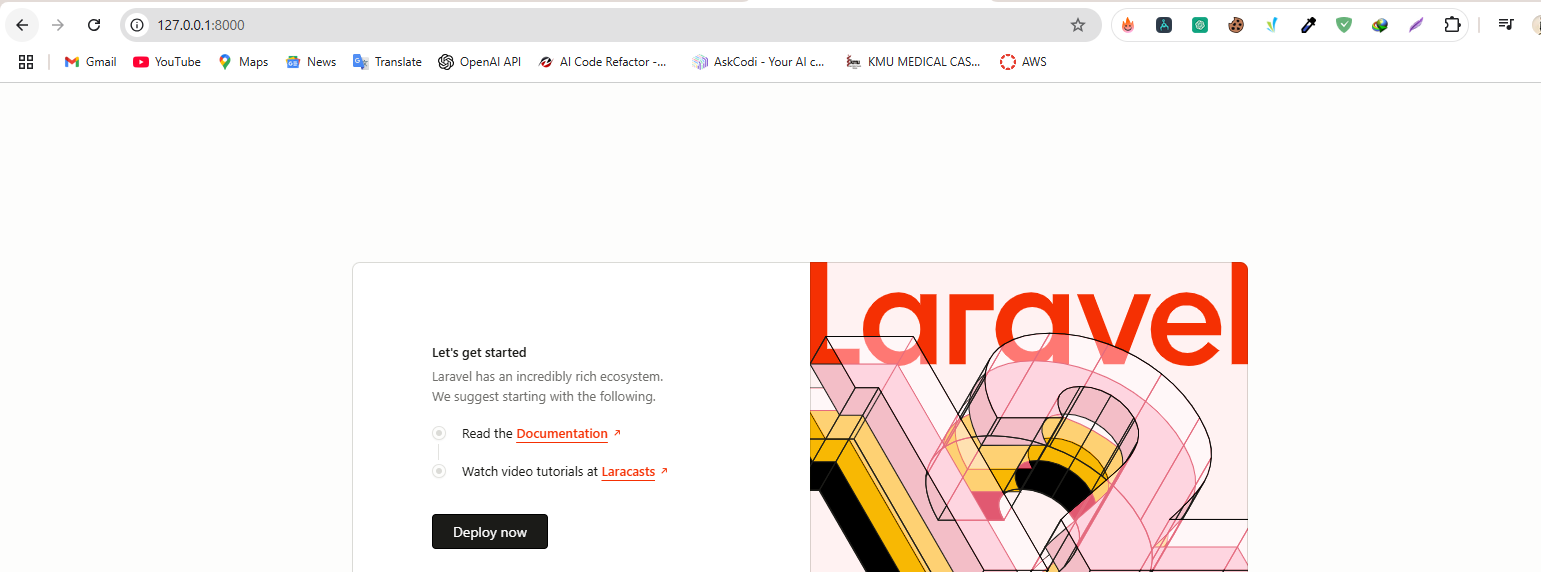 127.0.0.1:8000
Gmail YouTube Maps News Translate OpenAI API AI Code Refactor -... AskCodi - Your AI c... KMU MEDICAL CAS... AWS
Let's get started
Laravel has an incredibly rich ecosystem.
We suggest starting with the following.
Read the Documentation
Watch video tutorials at Laracasts
Deploy now
Laravel